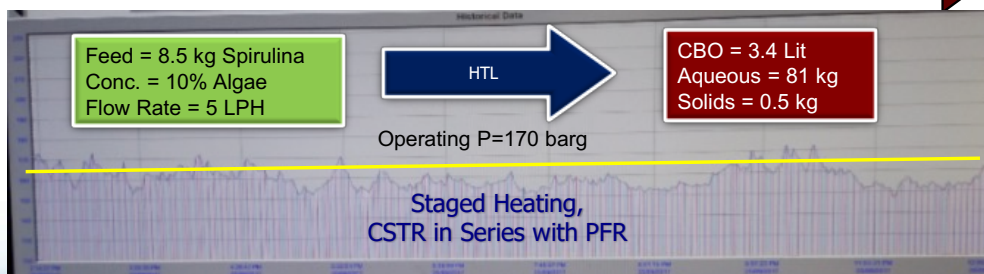 Historical Data
Feed = 8.5 kg Spirulina
Conc. = 10% Algae
Flow Rate = 5 LPH
HTL
CBO = 3.4 Lit
Aqueous = 81 kg
Solids = 0.5 kg
Operating P=170 barg
Staged Heating,
CSTR in Series with PFR